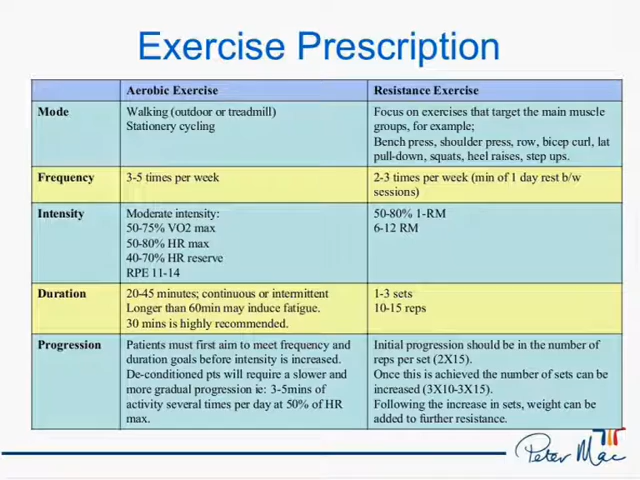 Exercise Prescription
Aerobic Exercise
Resistance Exercise
Mode
Walking (outdoor or treadmill)
Stationery cycling
Focus on exercises that target the main muscle
groups, for example;
Bench press, shoulder press, row, bicep curl, lat
pull-down, squats, heel raises, step ups.
Frequency
3-5 times per week
2-3 times per week (min of 1 day rest b/w
sessions)
Intensity
Moderate intensity:
50-75% VO2 max
50-80% HR max
40-70% HR reserve
RPE 11-14
50-80% 1-RM
6-12 RM
Duration
20-45 minutes; continuous or intermittent
Longer than 60min may induce fatigue.
30 mins is highly recommended.
1-3 sets
10-15 reps
Progression
Patients must first aim to meet frequency and
duration goals before intensity is increased.
De-conditioned pts will require a slower and
more gradual progression ie: 3-5mins of
activity several times per day at 50% of HR
max.
Initial progression should be in the number of
reps per set (2X15).
Once this is achieved the number of sets can be
increased (3X10-3X15).
Following the increase in sets, weight can be
added to further resistance.
Peter Mac